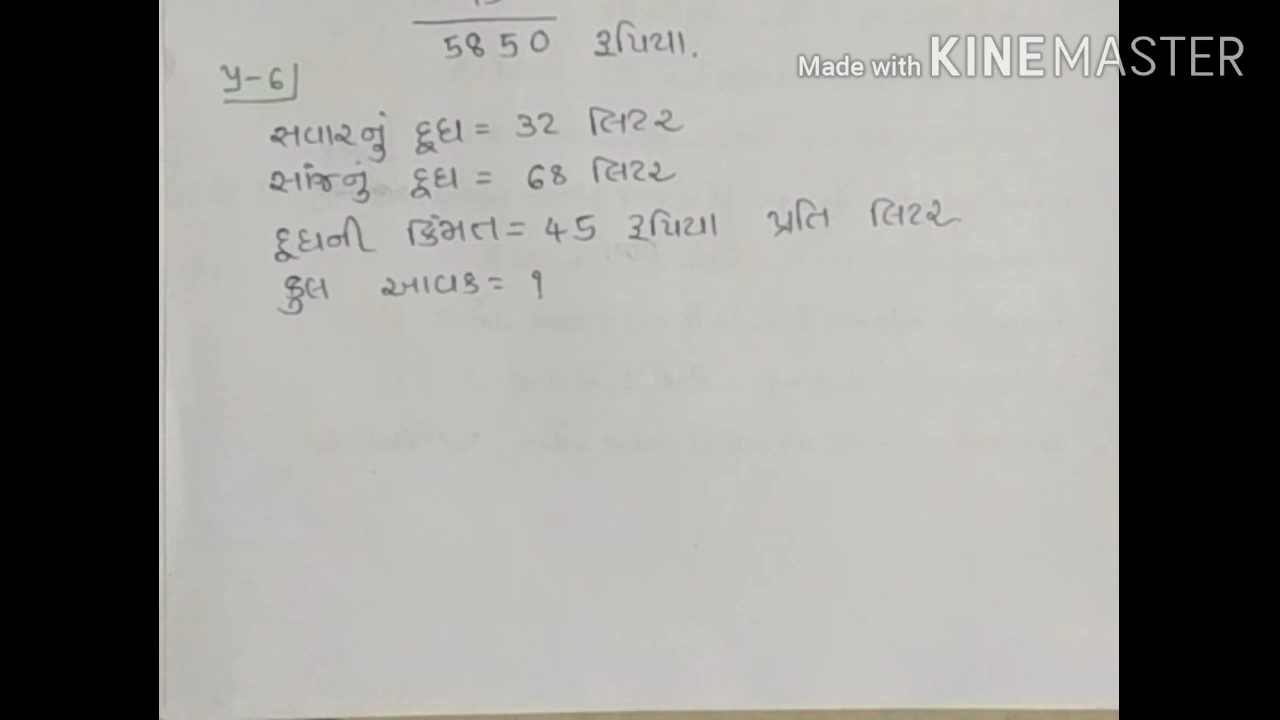 5850 રૂપિયા.
Made with KINEMASTER
પ્ર-6
સવારનું દૂધ = 32 લિટર
સાંજનું દૂધ = 68 લિટર
દૂધની કિંમત = 45 રૂપિયા પ્રતિ લિટર
કુલ આવક = ?